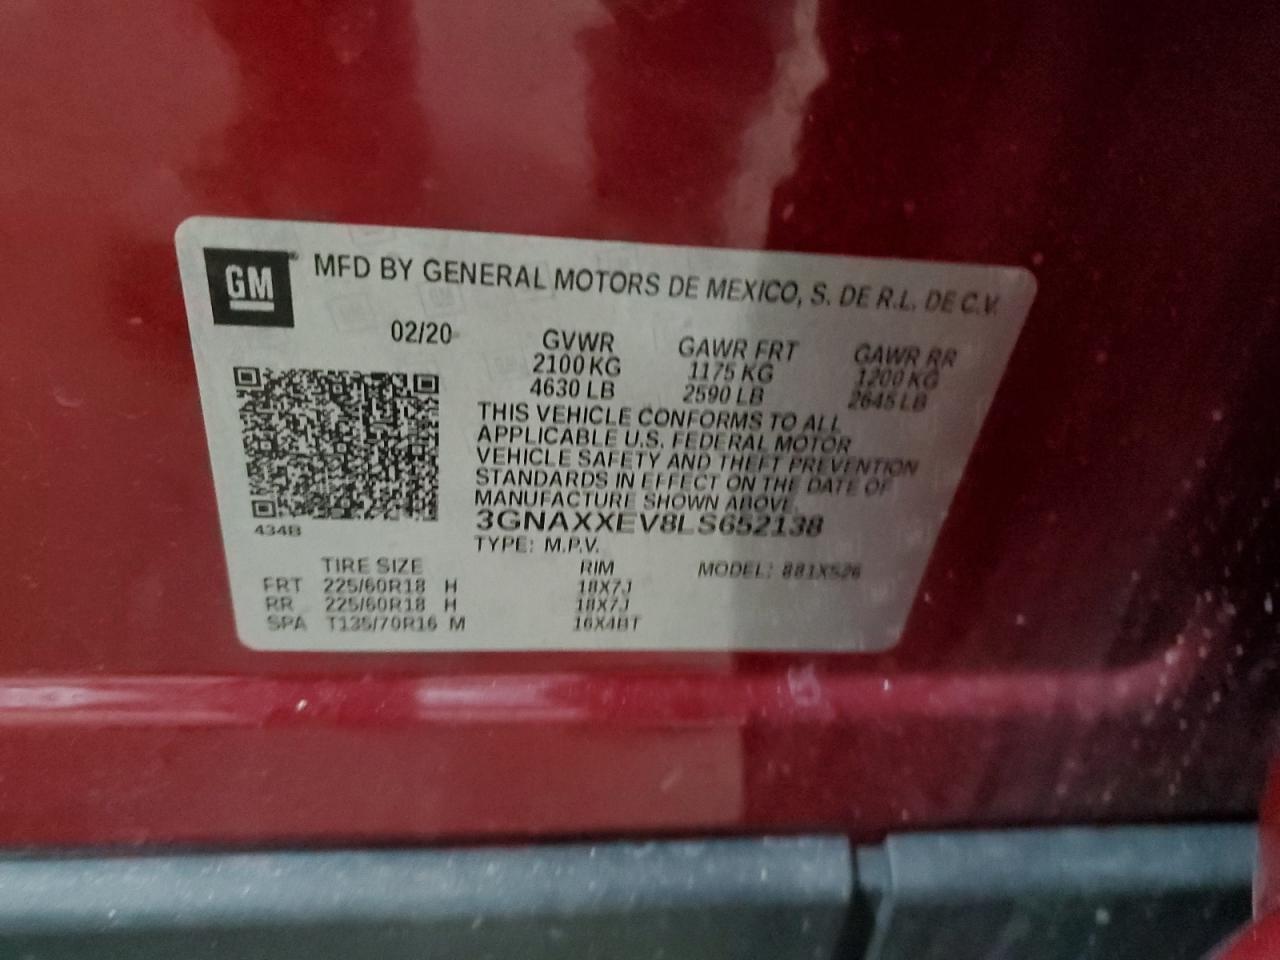 GM MFD BY GENERAL MOTORS DE MEXICO, S. DE R.L. DE C.V.
02/20 GVWR GAWR FRT GAWR RR
2100 KG 1175 KG 1200 KG
4630 LB 2590 LB 2645 LB
THIS VEHICLE CONFORMS TO ALL
APPLICABLE U.S. FEDERAL MOTOR
VEHICLE SAFETY AND THEFT PREVENTION
STANDARDS IN EFFECT ON THE DATE OF
MANUFACTURE SHOWN ABOVE.
3GNAXXEV8LS652138
434B
TYPE: M.P.V.
TIRE SIZE RIM MODEL: 881XS26
FRT 225/60R18 H 18X7J
RR 225/60R18 H 18X7J
SPA T135/70R16 M 16X4BT